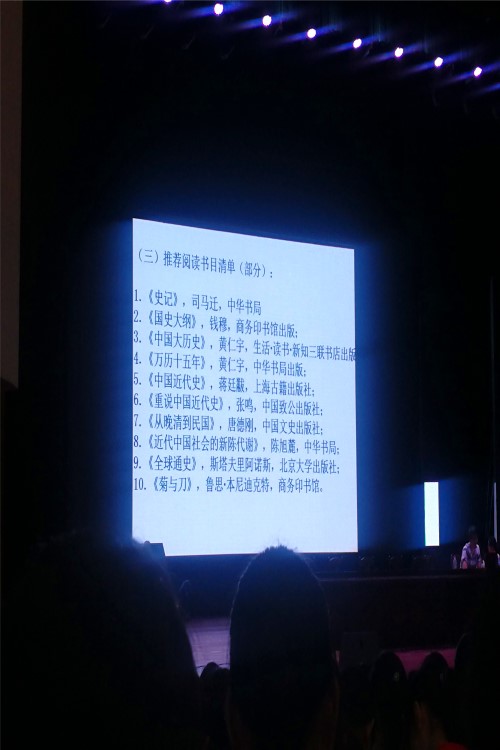 （三）推荐阅读书目清单（部分）：
1.《史记》，司马迁，中华书局
2.《国史大纲》，钱穆，商务印书馆出版；
3.《中国大历史》，黄仁宇，生活·读书·新知三联书店出版
4.《万历十五年》，黄仁宇，中华书局出版；
5.《中国近代史》，蒋廷黻，上海古籍出版社；
6.《重说中国近代史》，张鸣，中国致公出版社；
7.《从晚清到民国》，唐德刚，中国文史出版社；
8.《近代中国社会的新陈代谢》，陈旭麓，中华书局；
9.《全球通史》，斯塔夫里阿诺斯，北京大学出版社；
10.《菊与刀》，鲁思·本尼迪克特，商务印书馆。